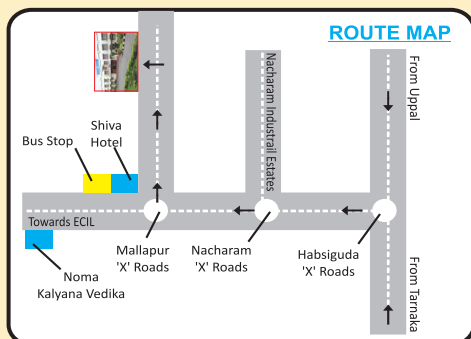 ROUTE MAP
From Uppal
Nacharam Industrail Estates
Shiva
Hotel
Bus Stop
Towards ECIL
Mallapur
'X' Roads
Nacharam
'X' Roads
Habsiguda
'X' Roads
From Tarnaka
Noma
Kalyana Vedika